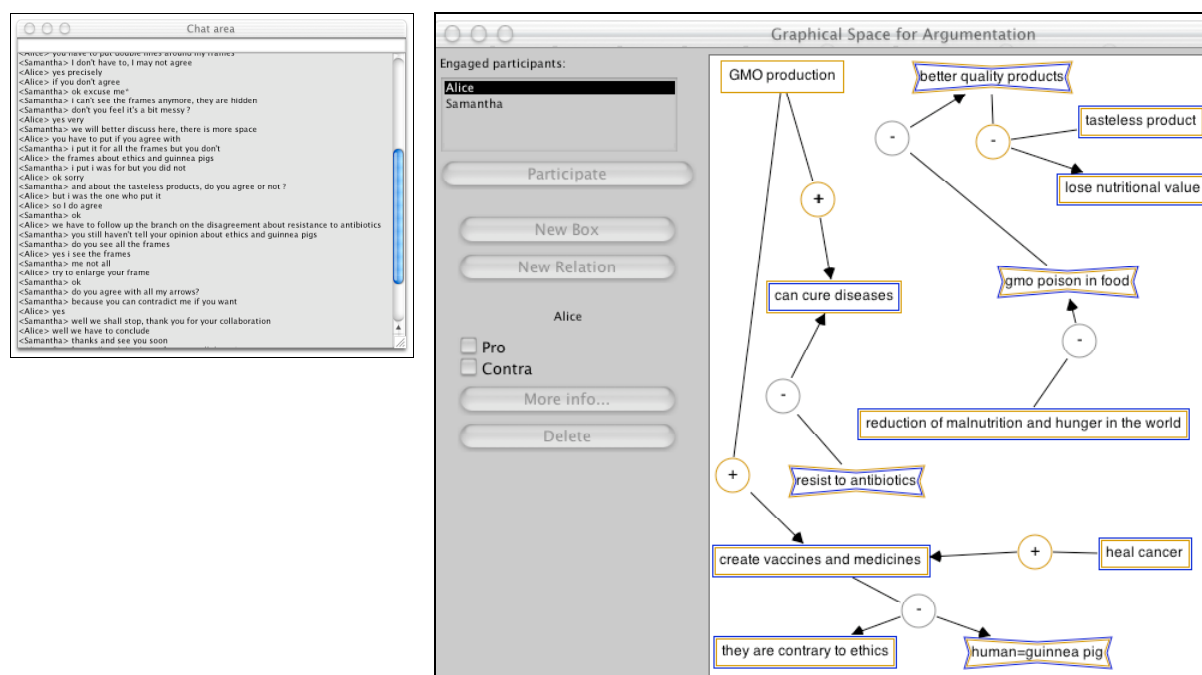 Chat area
<Alice> you have to put double lines around my frames
<Samantha> I don't have to, I may not agree
<Alice> yes precisely
<Alice> if you don't agree
<Samantha> ok excuse me*
<Samantha> i can't see the frames anymore, they are hidden
<Samantha> don't you feel it's a bit messy ?
<Alice> yes very
<Samantha> we will better discuss here, there is more space
<Alice> you have to put if you agree with
<Samantha> i put it for all the frames but you don't
<Alice> the frames about ethics and guinnea pigs
<Samantha> i put i was for but you did not
<Alice> ok sorry
<Samantha> and about the tasteless products, do you agree or not ?
<Alice> but i was the one who put it
<Alice> so I do agree
<Samantha> ok
<Alice> we have to follow up the branch on the disagreement about resistance to antibiotics
<Samantha> you still haven't tell your opinion about ethics and guinnea pigs
<Samantha> do you see all the frames
<Alice> yes i see the frames
<Samantha> me not all
<Alice> try to enlarge your frame
<Samantha> ok
<Samantha> do you agree with all my arrows?
<Samantha> because you can contradict me if you want
<Alice> yes
<Samantha> well we shall stop, thank you for your collaboration
<Alice> well we have to conclude
<Samantha> thanks and see you soon
Graphical Space for Argumentation
Engaged participants:
Alice
Samantha
Participate
New Box
New Relation
Alice
Pro
Contra
More info...
Delete
GMO production
better quality products
tasteless product
-
-
lose nutritional value
+
gmo poison in food
can cure diseases
-
-
reduction of malnutrition and hunger in the world
+
resist to antibiotics
create vaccines and medicines
+
heal cancer
-
they are contrary to ethics
human=guinnea pig